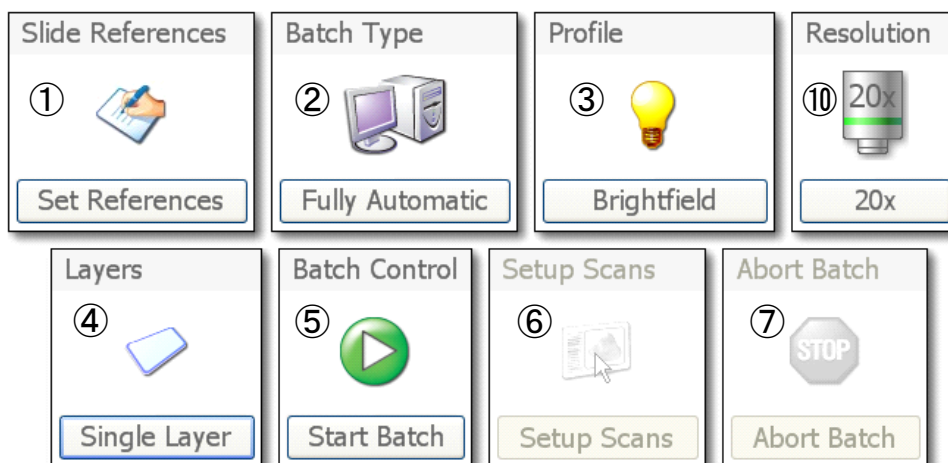 Slide References
① 
Set References
Batch Type
②
Fully Automatic
Profile
③
Brightfield
Resolution
⑩
20x
20x
Layers
④
Single Layer
Batch Control
⑤
Start Batch
Setup Scans
⑥
Setup Scans
Abort Batch
⑦
STOP
Abort Batch